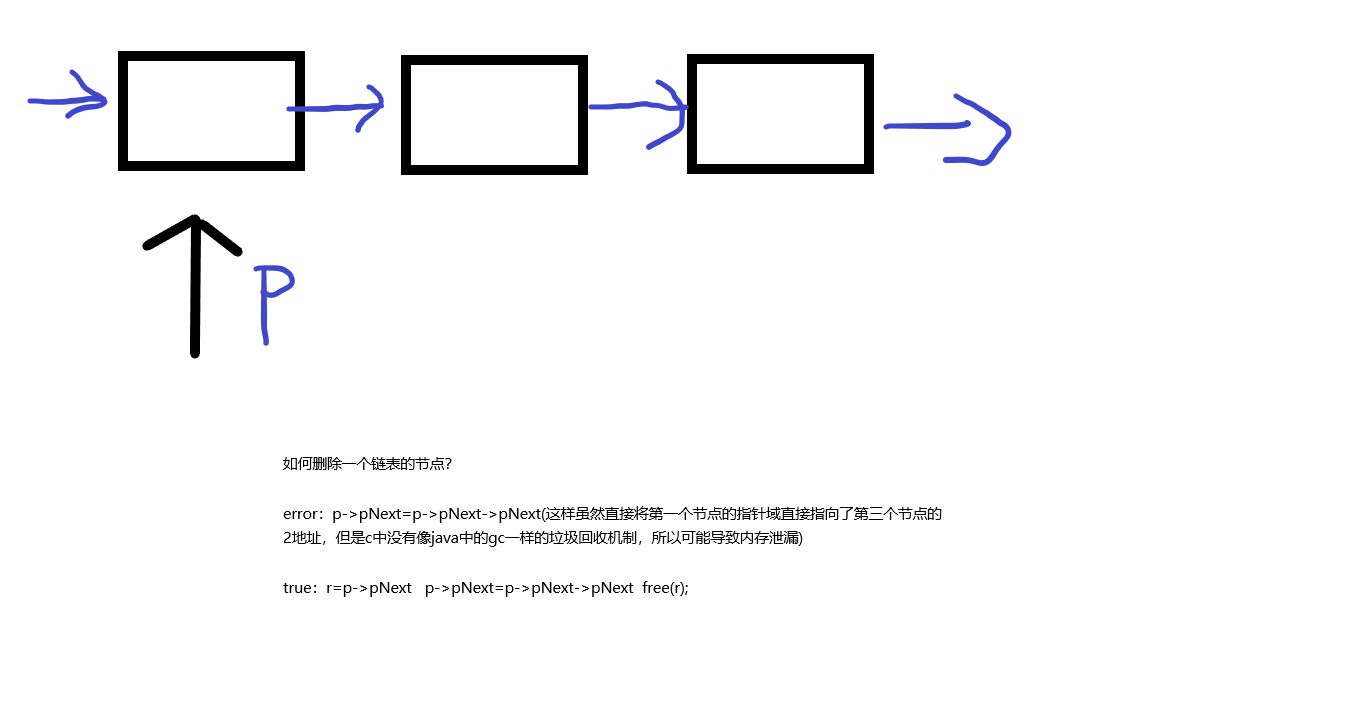 P
如何删除一个链表的节点？
error：p->pNext=p->pNext->pNext(这样虽然直接将第一个节点的指针域直接指向了第三个节点的
2地址，但是c中没有像java中的gc一样的垃圾回收机制，所以可能导致内存泄漏)
true：r=p->pNext   p->pNext=p->pNext->pNext  free(r);